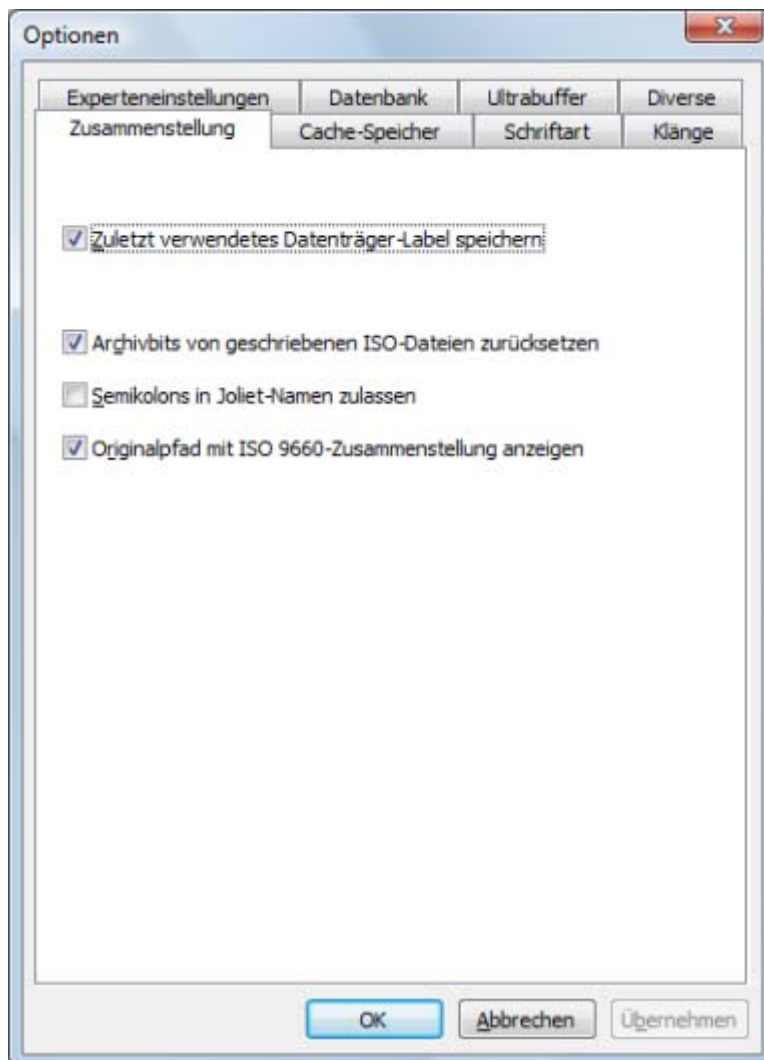 Optionen
Experteneinstellungen Datenbank Ultrabuffer Diverse
Zusammenstellung Cache-Speicher Schriftart Klänge
Zuletzt verwendetes Datenträger-Label speichern
Archivbits von geschriebenen ISO-Dateien zurücksetzen
Semikolons in Joliet-Namen zulassen
Originalpfad mit ISO 9660-Zusammenstellung anzeigen
OK Abbrechen Übernehmen